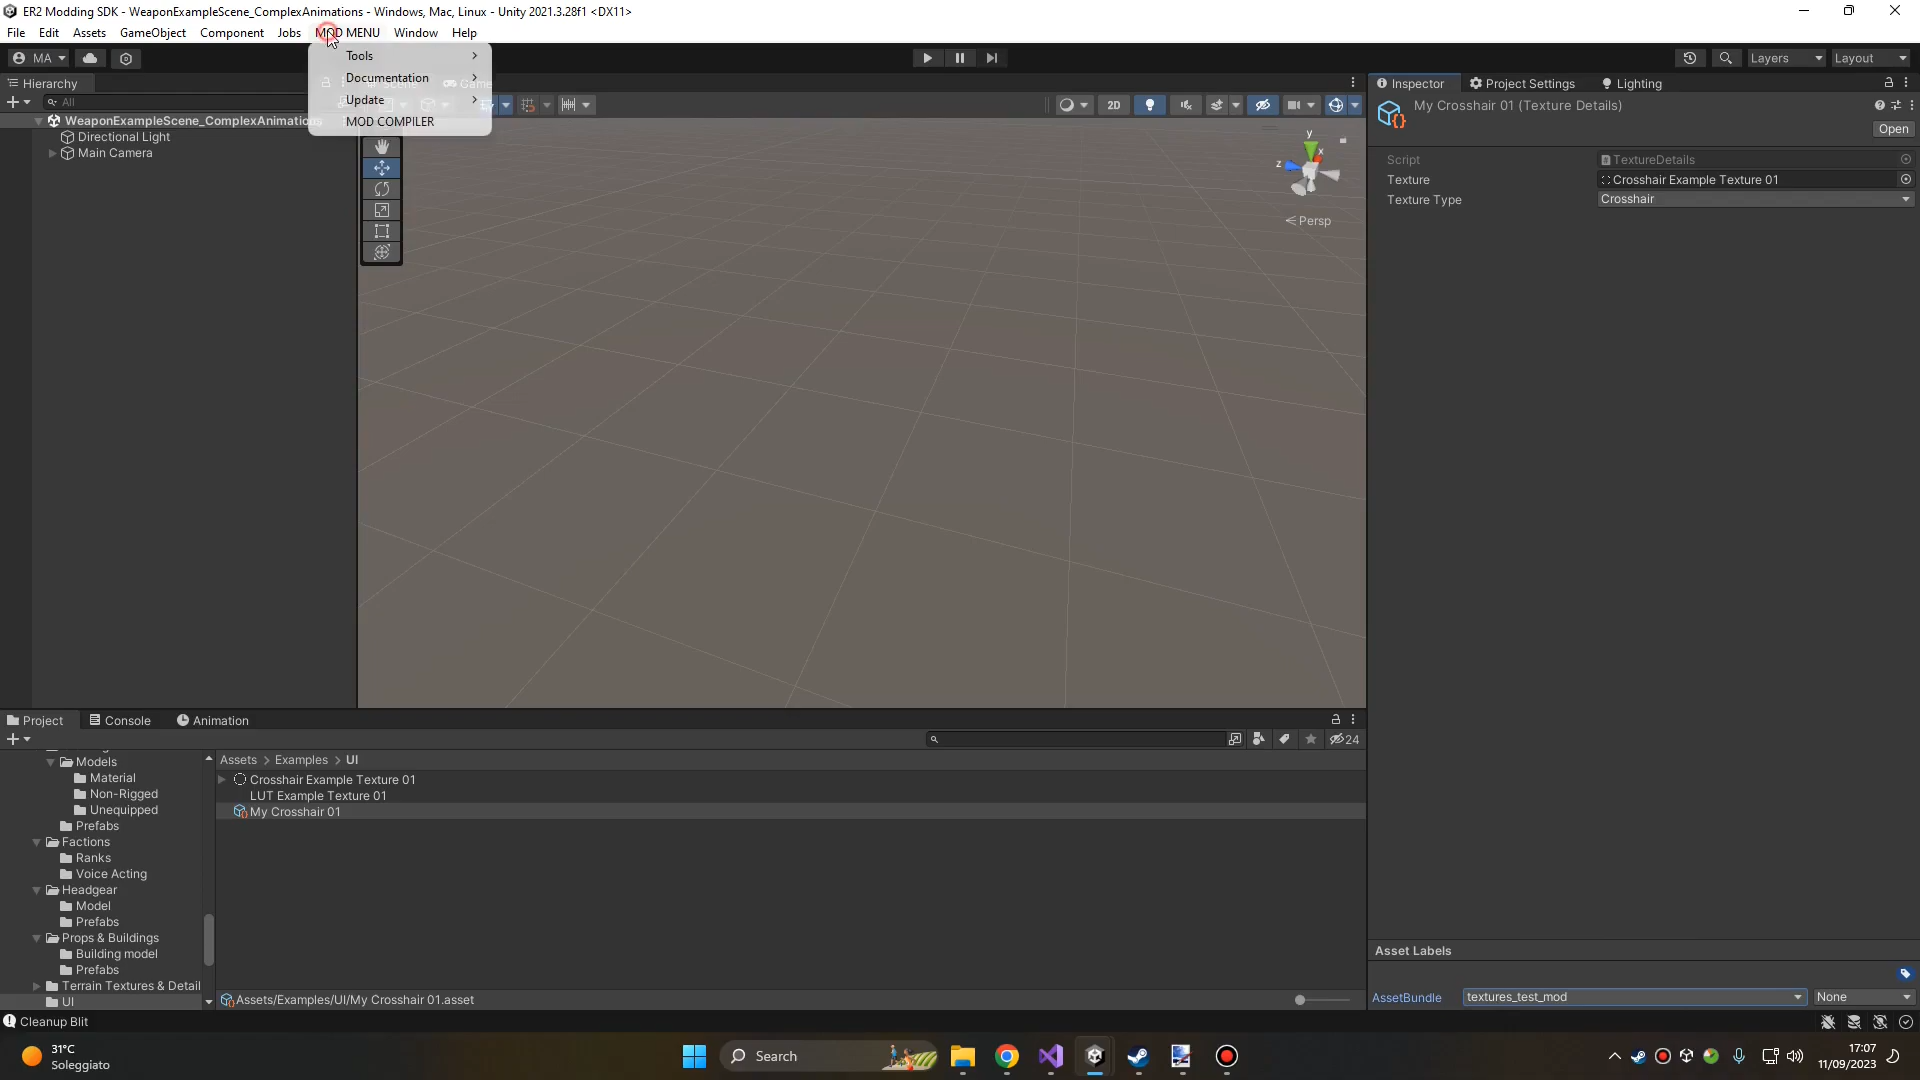 ER2 Modding SDK - WeaponExampleScene_ComplexAnimations - Windows, Mac, Linux - Unity 2021.3.28f1 <DX11>
File Edit Assets GameObject Component Jobs MOD MENU Window Help
MA Layers Layout
Tools
Documentation
Update
MOD COMPILER
Hierarchy
All
Scene Game
2D
WeaponExampleScene_ComplexAnimations
Directional Light
Main Camera
y
x
z
Persp
Inspector Project Settings Lighting
My Crosshair 01 (Texture Details)
Open
Script TextureDetails
Texture Crosshair Example Texture 01
Texture Type Crosshair
Project Console Animation
24
Models
Material
Non-Rigged
Unequipped
Prefabs
Factions
Ranks
Voice Acting
Headgear
Model
Prefabs
Props & Buildings
Building model
Prefabs
Terrain Textures & Detail
UI
Assets > Examples > UI
Crosshair Example Texture 01
LUT Example Texture 01
My Crosshair 01
Assets/Examples/UI/My Crosshair 01.asset
Asset Labels
AssetBundle textures_test_mod None
Cleanup Blit
31°C
Soleggiato
Search
17:07
11/09/2023